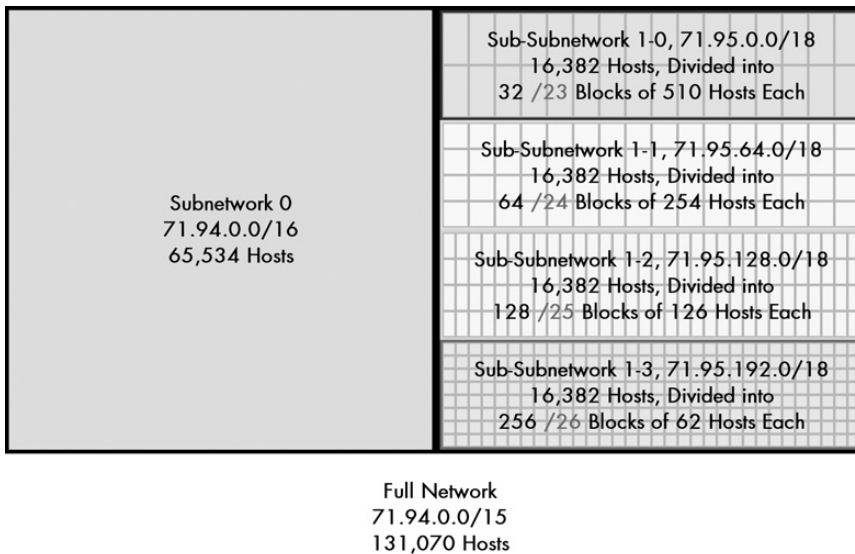 Subnetwork 0
71.94.0.0/16
65,534 Hosts
Sub-Subnetwork 1-0, 71.95.0.0/18
16,382 Hosts, Divided into
32 /23 Blocks of 510 Hosts Each
Sub-Subnetwork 1-1, 71.95.64.0/18
16,382 Hosts, Divided into
64 /24 Blocks of 254 Hosts Each
Sub-Subnetwork 1-2, 71.95.128.0/18
16,382 Hosts, Divided into
128 /25 Blocks of 126 Hosts Each
Sub-Subnetwork 1-3, 71.95.192.0/18
16,382 Hosts, Divided into
256 /26 Blocks of 62 Hosts Each
Full Network
71.94.0.0/15
131,070 Hosts